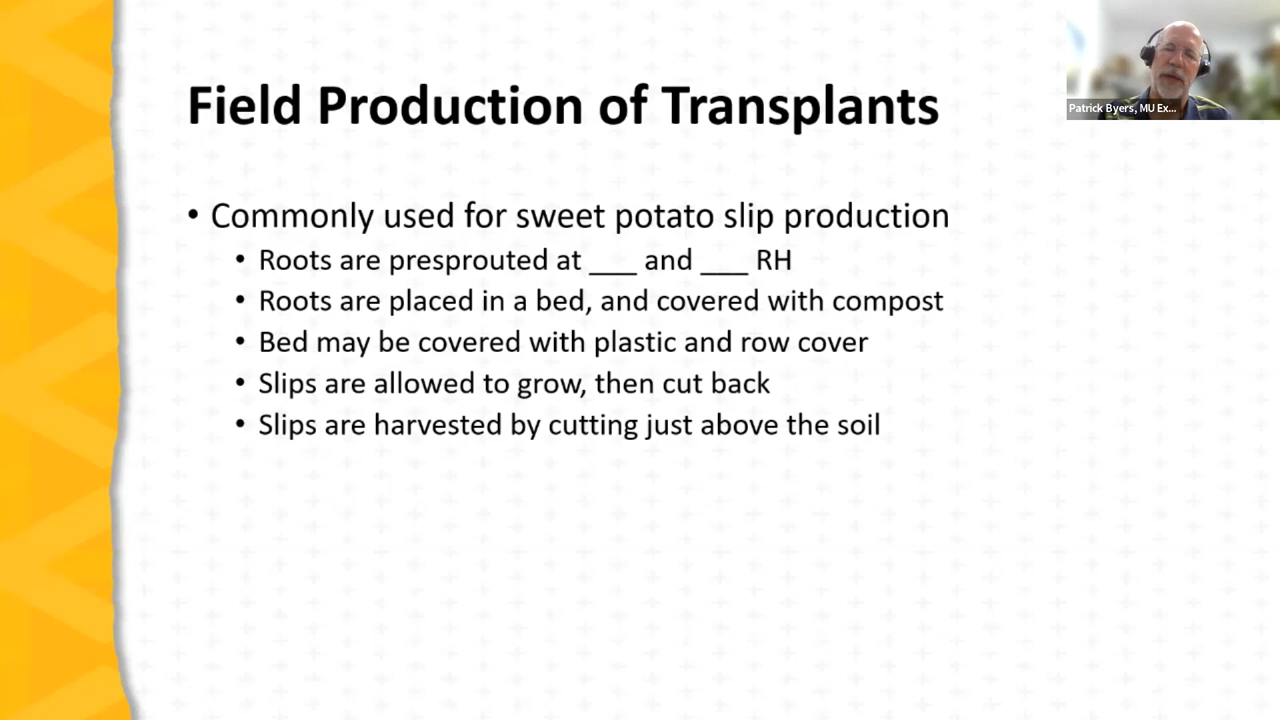 Field Production of Transplants
Patrick Byers, MU Ex...
• Commonly used for sweet potato slip production
• Roots are presprouted at ___ and ___ RH
• Roots are placed in a bed, and covered with compost
• Bed may be covered with plastic and row cover
• Slips are allowed to grow, then cut back
• Slips are harvested by cutting just above the soil